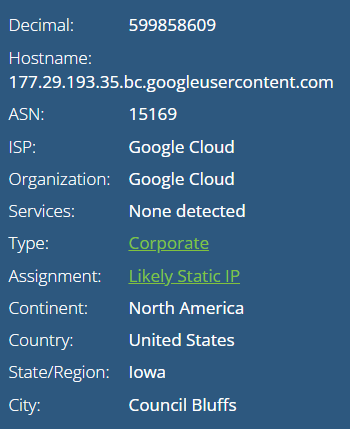 Decimal: 599858609
Hostname:
177.29.193.35.bc.googleusercontent.com
ASN: 15169
ISP: Google Cloud
Organization: Google Cloud
Services: None detected
Type: Corporate
Assignment: Likely Static IP
Continent: North America
Country: United States
State/Region: Iowa
City: Council Bluffs